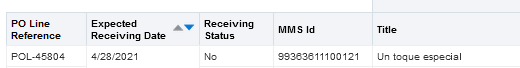 PO Line Reference Expected Receiving Date Receiving Status MMS Id Title
POL-45804 4/28/2021 No 99363611100121 Un toque especial